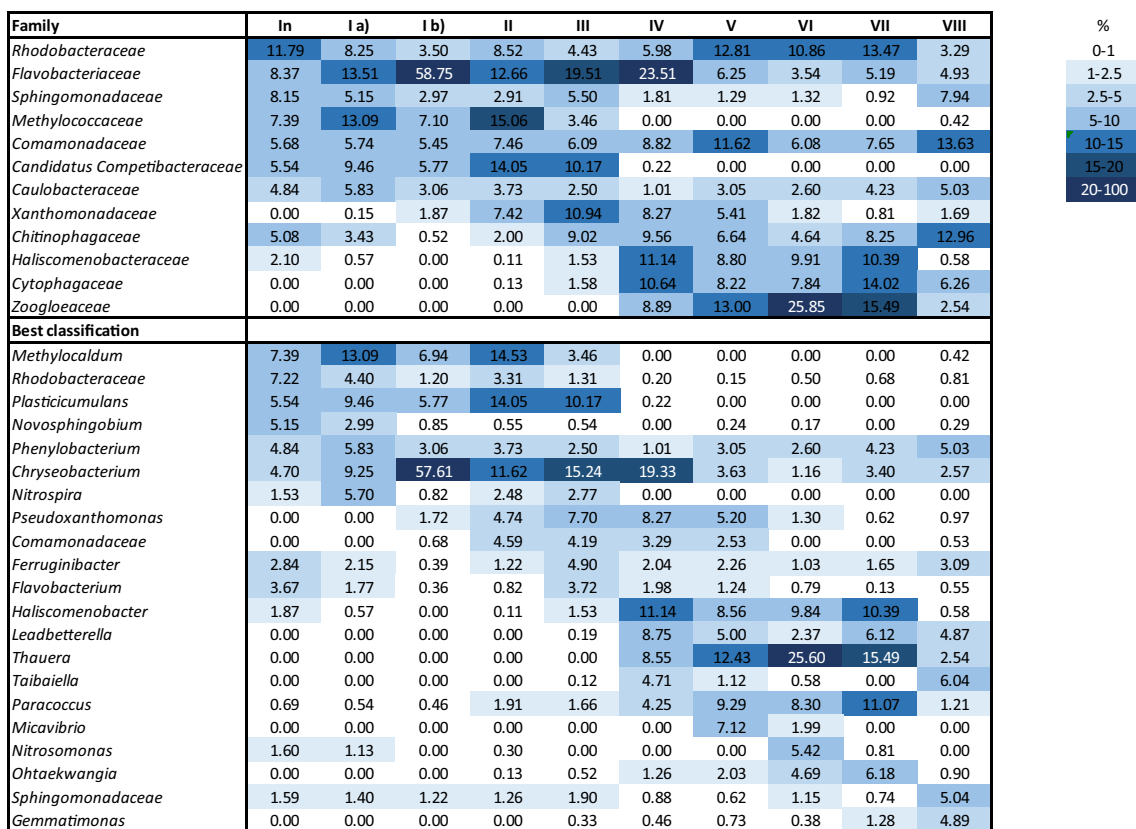 Family In I a) I b) II III IV V VI VII VIII %
Rhodobacteraceae 11.79 8.25 3.50 8.52 4.43 5.98 12.81 10.86 13.47 3.29 0-1
Flavobacteriaceae 8.37 13.51 58.75 12.66 19.51 23.51 6.25 3.54 5.19 4.93 1-2.5
Sphingomonadaceae 8.15 5.15 2.97 2.91 5.50 1.81 1.29 1.32 0.92 7.94 2.5-5
Methylococcaceae 7.39 13.09 7.10 15.06 3.46 0.00 0.00 0.00 0.00 0.42 5-10
Comamonadaceae 5.68 5.74 5.45 7.46 6.09 8.82 11.62 6.08 7.65 13.63 10-15
Candidatus Competibacteraceae 5.54 9.46 5.77 14.05 10.17 0.22 0.00 0.00 0.00 0.00 15-20
Caulobacteraceae 4.84 5.83 3.06 3.73 2.50 1.01 3.05 2.60 4.23 5.03 20-100
Xanthomonadaceae 0.00 0.15 1.87 7.42 10.94 8.27 5.41 1.82 0.81 1.69
Chitinophagaceae 5.08 3.43 0.52 2.00 9.02 9.56 6.64 4.64 8.25 12.96
Haliscomenobacteraceae 2.10 0.57 0.00 0.11 1.53 11.14 8.80 9.91 10.39 0.58
Cytophagaceae 0.00 0.00 0.00 0.13 1.58 10.64 8.22 7.84 14.02 6.26
Zoogloeaceae 0.00 0.00 0.00 0.00 0.00 8.89 13.00 25.85 15.49 2.54
Best classification
Methylocaldum 7.39 13.09 6.94 14.53 3.46 0.00 0.00 0.00 0.00 0.42
Rhodobacteraceae 7.22 4.40 1.20 3.31 1.31 0.20 0.15 0.50 0.68 0.81
Plasticicumulans 5.54 9.46 5.77 14.05 10.17 0.22 0.00 0.00 0.00 0.00
Novosphingobium 5.15 2.99 0.85 0.55 0.54 0.00 0.24 0.17 0.00 0.29
Phenylobacterium 4.84 5.83 3.06 3.73 2.50 1.01 3.05 2.60 4.23 5.03
Chryseobacterium 4.70 9.25 57.61 11.62 15.24 19.33 3.63 1.16 3.40 2.57
Nitrospira 1.53 5.70 0.82 2.48 2.77 0.00 0.00 0.00 0.00 0.00
Pseudoxanthomonas 0.00 0.00 1.72 4.74 7.70 8.27 5.20 1.30 0.62 0.97
Comamonadaceae 0.00 0.00 0.68 4.59 4.19 3.29 2.53 0.00 0.00 0.53
Ferruginibacter 2.84 2.15 0.39 1.22 4.90 2.04 2.26 1.03 1.65 3.09
Flavobacterium 3.67 1.77 0.36 0.82 3.72 1.98 1.24 0.79 0.13 0.55
Haliscomenobacter 1.87 0.57 0.00 0.11 1.53 11.14 8.56 9.84 10.39 0.58
Leadbetterella 0.00 0.00 0.00 0.00 0.19 8.75 5.00 2.37 6.12 4.87
Thauera 0.00 0.00 0.00 0.00 0.00 8.55 12.43 25.60 15.49 2.54
Taibaiella 0.00 0.00 0.00 0.00 0.12 4.71 1.12 0.58 0.00 6.04
Paracoccus 0.69 0.54 0.46 1.91 1.66 4.25 9.29 8.30 11.07 1.21
Micavibrio 0.00 0.00 0.00 0.00 0.00 0.00 7.12 1.99 0.00 0.00
Nitrosomonas 1.60 1.13 0.00 0.30 0.00 0.00 0.00 5.42 0.81 0.00
Ohtaekwangia 0.00 0.00 0.00 0.13 0.52 1.26 2.03 4.69 6.18 0.90
Sphingomonadaceae 1.59 1.40 1.22 1.26 1.90 0.88 0.62 1.15 0.74 5.04
Gemmatimonas 0.00 0.00 0.00 0.00 0.33 0.46 0.73 0.38 1.28 4.89